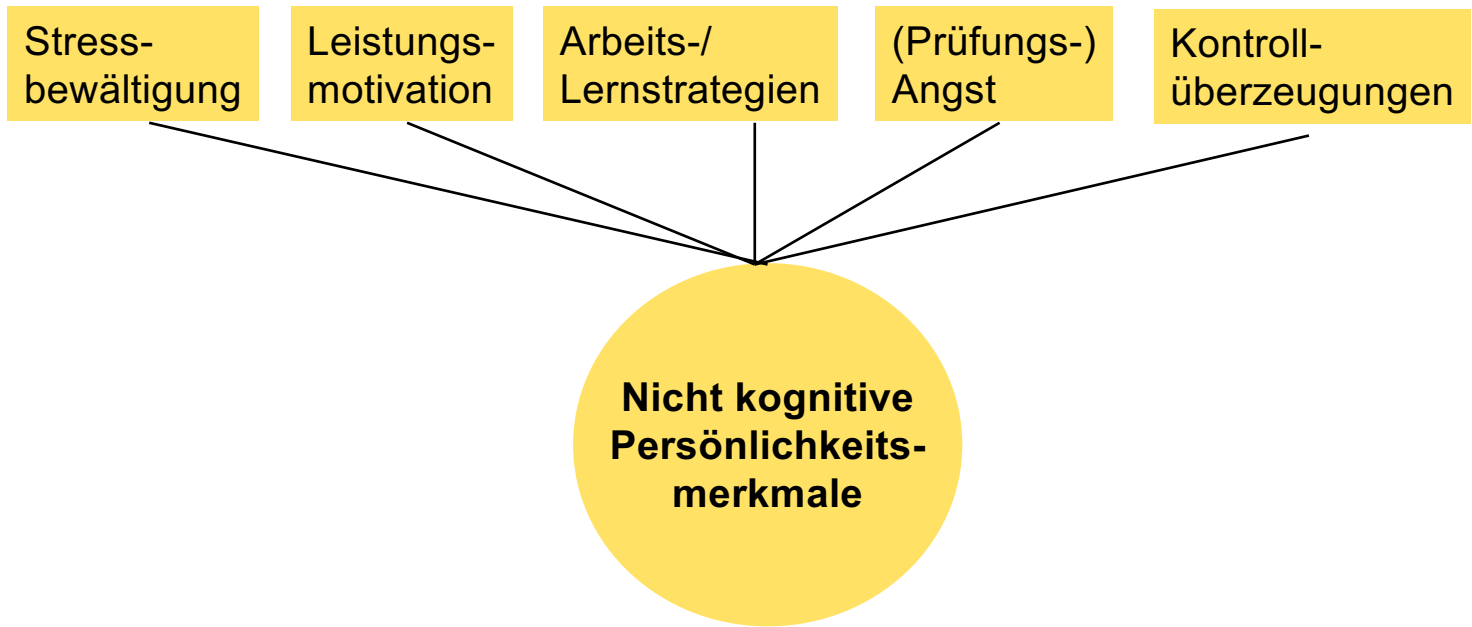 Stress-
bewältigung
Leistungs-
motivation
Arbeits-/
Lernstrategien
(Prüfungs-)
Angst
Kontroll-
überzeugungen
Nicht kognitive
Persönlichkeits-
merkmale